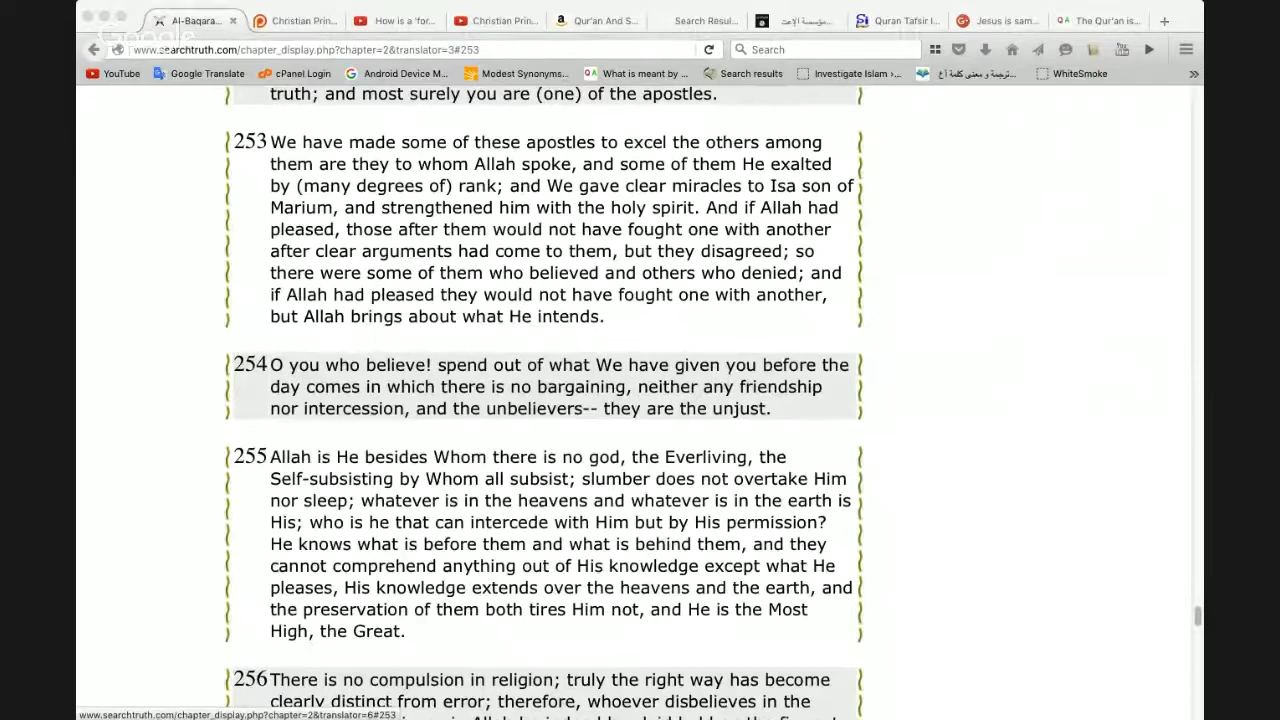 Al-Baqara...
Christian Prin...
How is a 'for...
Christian Prin...
Qur'An And S...
Search Resul...
مؤسسة الإعت...
Quran Tafsir I...
Jesus is sam...
The Qur'an is...
Google
www.searchtruth.com/chapter_display.php?chapter=2&translator=3#253
Search
YouTube
Google Translate
cPanel Login
Android Device M...
Modest Synonyms...
What is meant by ...
Search results
Investigate Islam ›...
ترجمة و معنى كلمة أع...
WhiteSmoke
truth; and most surely you are (one) of the apostles.
253 We have made some of these apostles to excel the others among
them are they to whom Allah spoke, and some of them He exalted
by (many degrees of) rank; and We gave clear miracles to Isa son of
Marium, and strengthened him with the holy spirit. And if Allah had
pleased, those after them would not have fought one with another
after clear arguments had come to them, but they disagreed; so
there were some of them who believed and others who denied; and
if Allah had pleased they would not have fought one with another,
but Allah brings about what He intends.
254 O you who believe! spend out of what We have given you before the
day comes in which there is no bargaining, neither any friendship
nor intercession, and the unbelievers-- they are the unjust.
255 Allah is He besides Whom there is no god, the Everliving, the
Self-subsisting by Whom all subsist; slumber does not overtake Him
nor sleep; whatever is in the heavens and whatever is in the earth is
His; who is he that can intercede with Him but by His permission?
He knows what is before them and what is behind them, and they
cannot comprehend anything out of His knowledge except what He
pleases, His knowledge extends over the heavens and the earth, and
the preservation of them both tires Him not, and He is the Most
High, the Great.
256 There is no compulsion in religion; truly the right way has become
clearly distinct from error; therefore, whoever disbelieves in the
www.searchtruth.com/chapter_display.php?chapter=2&translator=6#253